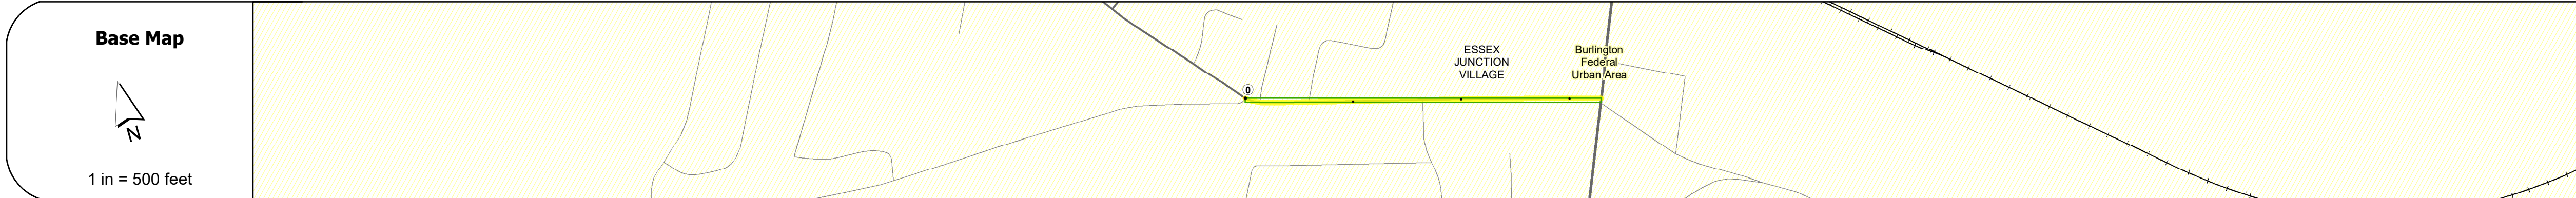 Base Map
N
1 in = 500 feet
0
ESSEX
JUNCTION
VILLAGE
Burlington
Federal
Urban Area